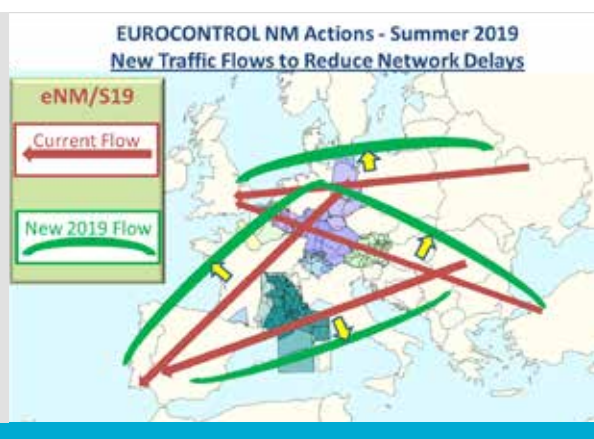 EUROCONTROL NM Actions - Summer 2019
New Traffic Flows to Reduce Network Delays
eNM/S19
Current Flow
New 2019 Flow